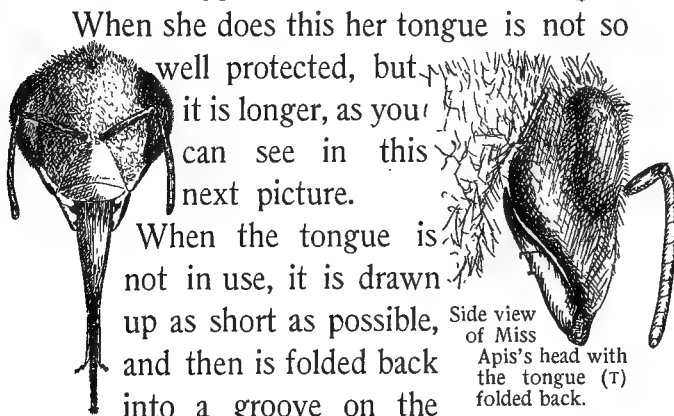 When she does this her tongue is not so
well protected, but
it is longer, as you
can see in this
next picture.
When the tongue is
not in use, it is drawn
up as short as possible,
and then is folded back
into a groove on the
T
Side view
of Miss
Apis's head with
the tongue (T)
folded back.